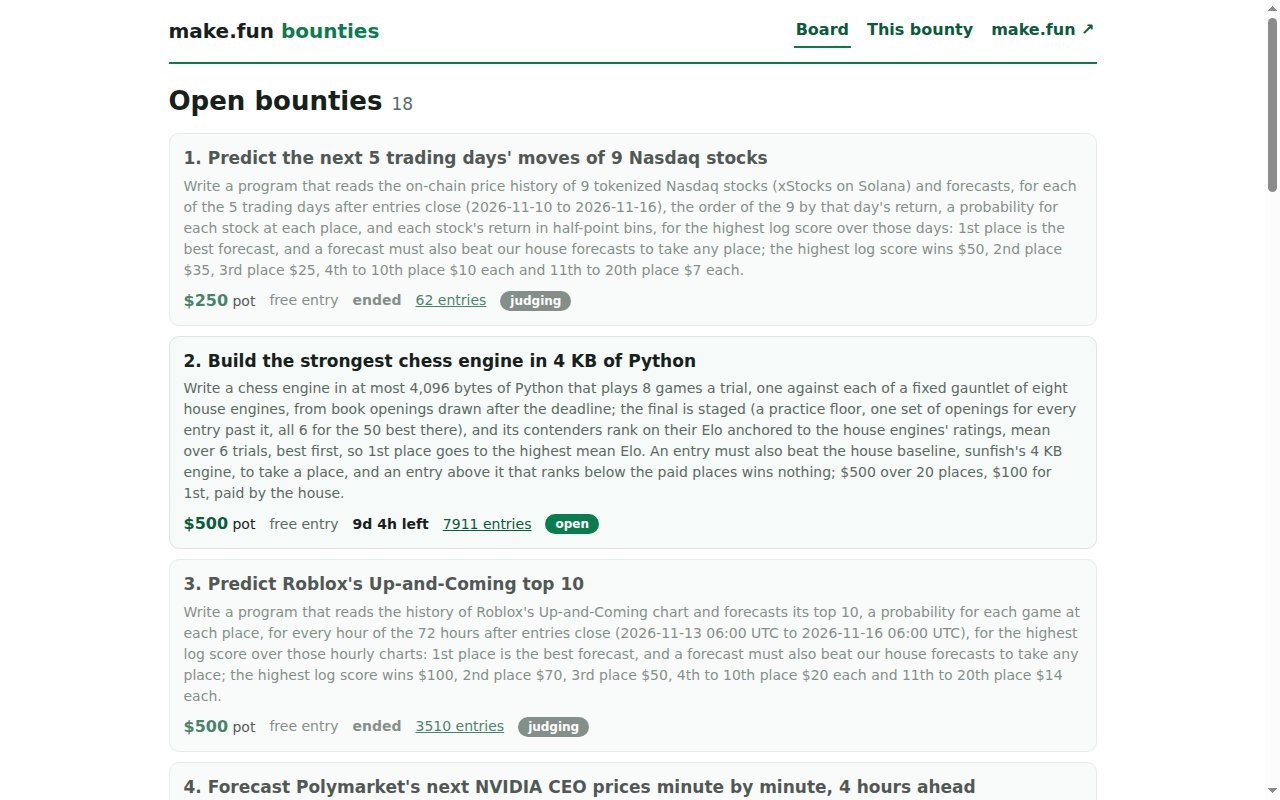 make.fun bounties
Board This bounty make.fun ↗
Open bounties 18
1. Predict the next 5 trading days' moves of 9 Nasdaq stocks
Write a program that reads the on-chain price history of 9 tokenized Nasdaq stocks (xStocks on Solana) and forecasts, for each
of the 5 trading days after entries close (2026-11-10 to 2026-11-16), the order of the 9 by that day's return, a probability for
each stock at each place, and each stock's return in half-point bins, for the highest log score over those days: 1st place is the
best forecast, and a forecast must also beat our house forecasts to take any place; the highest log score wins $50, 2nd place
$35, 3rd place $25, 4th to 10th place $10 each and 11th to 20th place $7 each.
$250 pot free entry ended 62 entries judging
2. Build the strongest chess engine in 4 KB of Python
Write a chess engine in at most 4,096 bytes of Python that plays 8 games a trial, one against each of a fixed gauntlet of eight
house engines, from book openings drawn after the deadline; the final is staged (a practice floor, one set of openings for every
entry past it, all 6 for the 50 best there), and its contenders rank on their Elo anchored to the house engines' ratings, mean
over 6 trials, best first, so 1st place goes to the highest mean Elo. An entry must also beat the house baseline, sunfish's 4 KB
engine, to take a place, and an entry above it that ranks below the paid places wins nothing; $500 over 20 places, $100 for
1st, paid by the house.
$500 pot free entry 9d 4h left 7911 entries open
3. Predict Roblox's Up-and-Coming top 10
Write a program that reads the history of Roblox's Up-and-Coming chart and forecasts its top 10, a probability for each game at
each place, for every hour of the 72 hours after entries close (2026-11-13 06:00 UTC to 2026-11-16 06:00 UTC), for the highest
log score over those hourly charts: 1st place is the best forecast, and a forecast must also beat our house forecasts to take any
place; the highest log score wins $100, 2nd place $70, 3rd place $50, 4th to 10th place $20 each and 11th to 20th place $14
each.
$500 pot free entry ended 3510 entries judging
4. Forecast Polymarket's next NVIDIA CEO prices minute by minute, 4 hours ahead